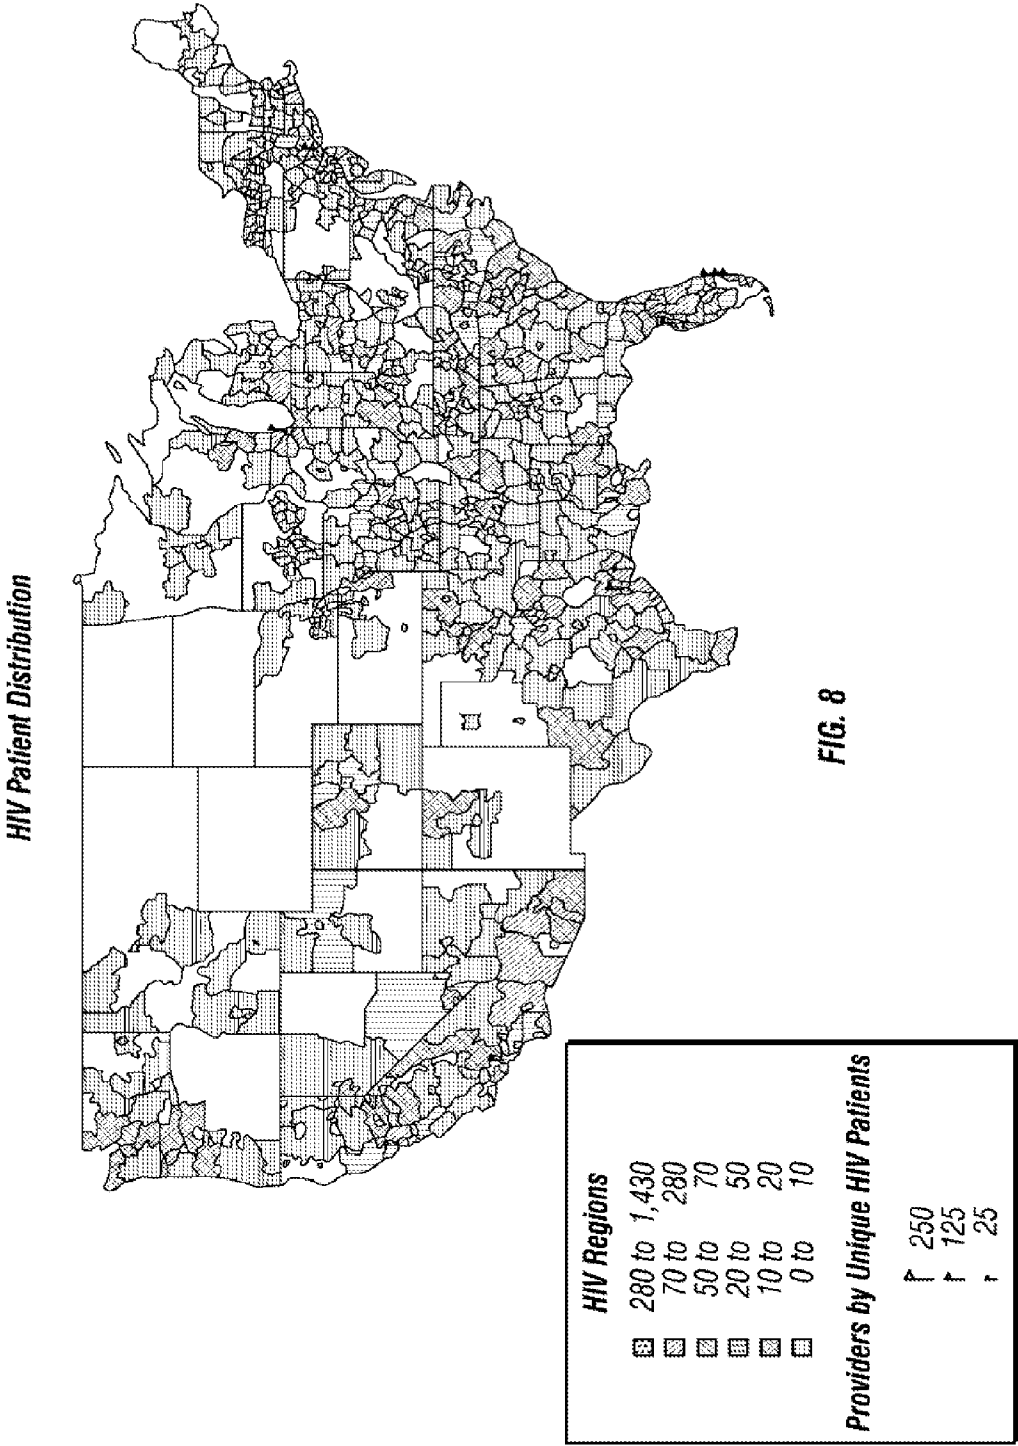 HIV Patient Distribution
HIV Regions
280 to 1,430
70 to 280
50 to 70
20 to 50
10 to 20
0 to 10
Providers by Unique HIV Patients
250
125
25
FIG. 8